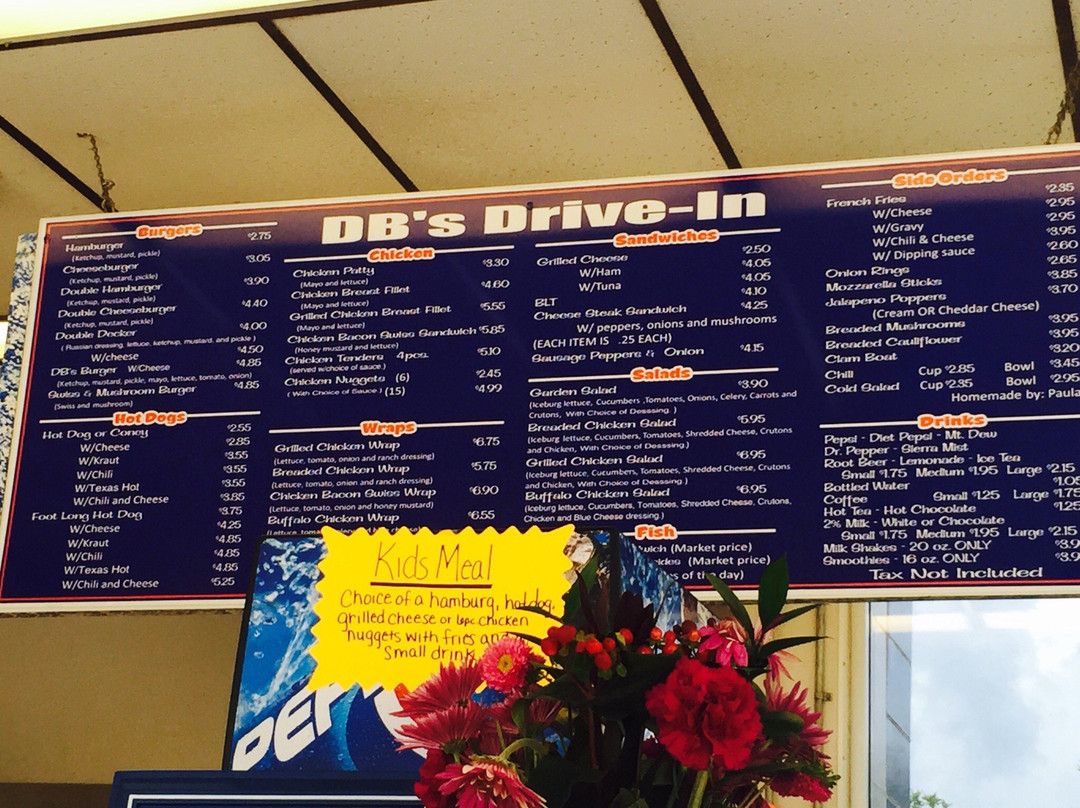 DB's Drive-In
Burgers
Hamburger $2.75
(Ketchup, mustard, pickle)
Cheeseburger $3.05
(Ketchup, mustard, pickle)
Double Hamburger $3.90
(Ketchup, mustard, pickle)
Double Cheeseburger $4.40
(Ketchup, mustard, pickle)
Double Decker $4.00
( Russian dressing, lettuce, ketchup, mustard, and pickle )
W/cheese $4.50
DB's Burger W/Cheese $4.85
(Ketchup, mustard, pickle, mayo, lettuce, tomato, onion)
Swiss & Mushroom Burger $4.85
(Swiss and mushroom)
Hot Dogs
Hot Dog or Coney $2.55
W/Cheese $2.85
W/Kraut $3.55
W/Chili $3.55
W/Texas Hot $3.55
W/Chili and Cheese $3.85
Foot Long Hot Dog $3.75
W/Cheese $4.25
W/Kraut $4.85
W/Chili $4.85
W/Texas Hot $4.85
W/Chili and Cheese $5.25
Chicken
Chicken Patty $3.30
(Mayo and lettuce)
Chicken Breast Fillet $4.60
(Mayo and lettuce)
Grilled Chicken Breast Fillet $5.55
(Mayo and lettuce)
Chicken Bacon Swiss Sandwich $5.85
(Honey mustard and lettuce)
Chicken Tenders 4pcs. $5.10
(served w/choice of sauce )
Chicken Nuggets (6) $2.45
( With Choice of Sauce ) (15) $4.99
Wraps
Grilled Chicken Wrap $6.75
(Lettuce, tomato, onion and ranch dressing)
Breaded Chicken Wrap $5.75
(Lettuce, tomato, onion and ranch dressing)
Chicken Bacon Swiss Wrap $6.90
(Lettuce, tomato, onion and honey mustard)
Buffalo Chicken Wrap $6.55
(Lettuce, tomato, onion
Sandwiches
Grilled Cheese $2.50
W/Ham $4.05
W/Tuna $4.05
BLT $4.10
Cheese Steak Sandwich $4.25
W/ peppers, onions and mushrooms
(EACH ITEM IS .25 EACH)
Sausage Peppers & Onion $4.15
Salads
Garden Salad $3.90
(Iceburg lettuce, Cucumbers ,Tomatoes, Onions, Celery, Carrots and
Crutons, With Choice of Desssing. )
Breaded Chicken Salad $5.95
(Iceburg lettuce, Cucumbers, Tomatoes, Shredded Cheese, Crutons
and Chicken, With Choice of Desssing.)
Grilled Chicken Salad $6.95
(Iceburg lettuce, Cucumbers, Tomatoes, Shredded Cheese, Crutons
and Chicken, With Choice of Desssing.)
Buffalo Chicken Salad $6.95
(Iceburg lettuce, Cucumbers, Tomatoes, Shredded Cheese, Crutons,
Chicken and Blue Cheese dressing.)
Fish
(Market price)
(Market price)
of the day)
Side Orders
French Fries $2.35
W/Cheese $2.95
W/Gravy $2.95
W/Chili & Cheese $3.95
W/ Dipping sauce $2.60
Onion Rings $2.65
Mozzarella Sticks $3.85
Jalapeno Poppers $3.70
(Cream OR Cheddar Cheese)
Breaded Mushrooms $3.95
Breaded Cauliflower $3.95
Clam Boat $3.20
Chili Cup $2.85 Bowl $3.45
Cold Salad Cup $2.35 Bowl $2.95
Homemade by: Paula
Drinks
Pepsi - Diet Pepsi - Mt. Dew
Dr. Pepper - Sierra Mist
Root Beer - Lemonade - Ice Tea
Small $1.75 Medium $1.95 Large $2.15
Bottled Water $1.05
Coffee Small $1.25 Large $1.75
Hot Tea - Hot Chocolate $1.25
2% Milk - White or Chocolate
Small $1.75 Medium $1.95 Large $2.15
Milk Shakes - 20 oz. ONLY
Smoothies - 16 oz. ONLY
Tax Not Included
Kids Meal
Choice of a hamburg, hotdog,
grilled cheese or 6pc chicken
nuggets with fries and
small drink
PEP